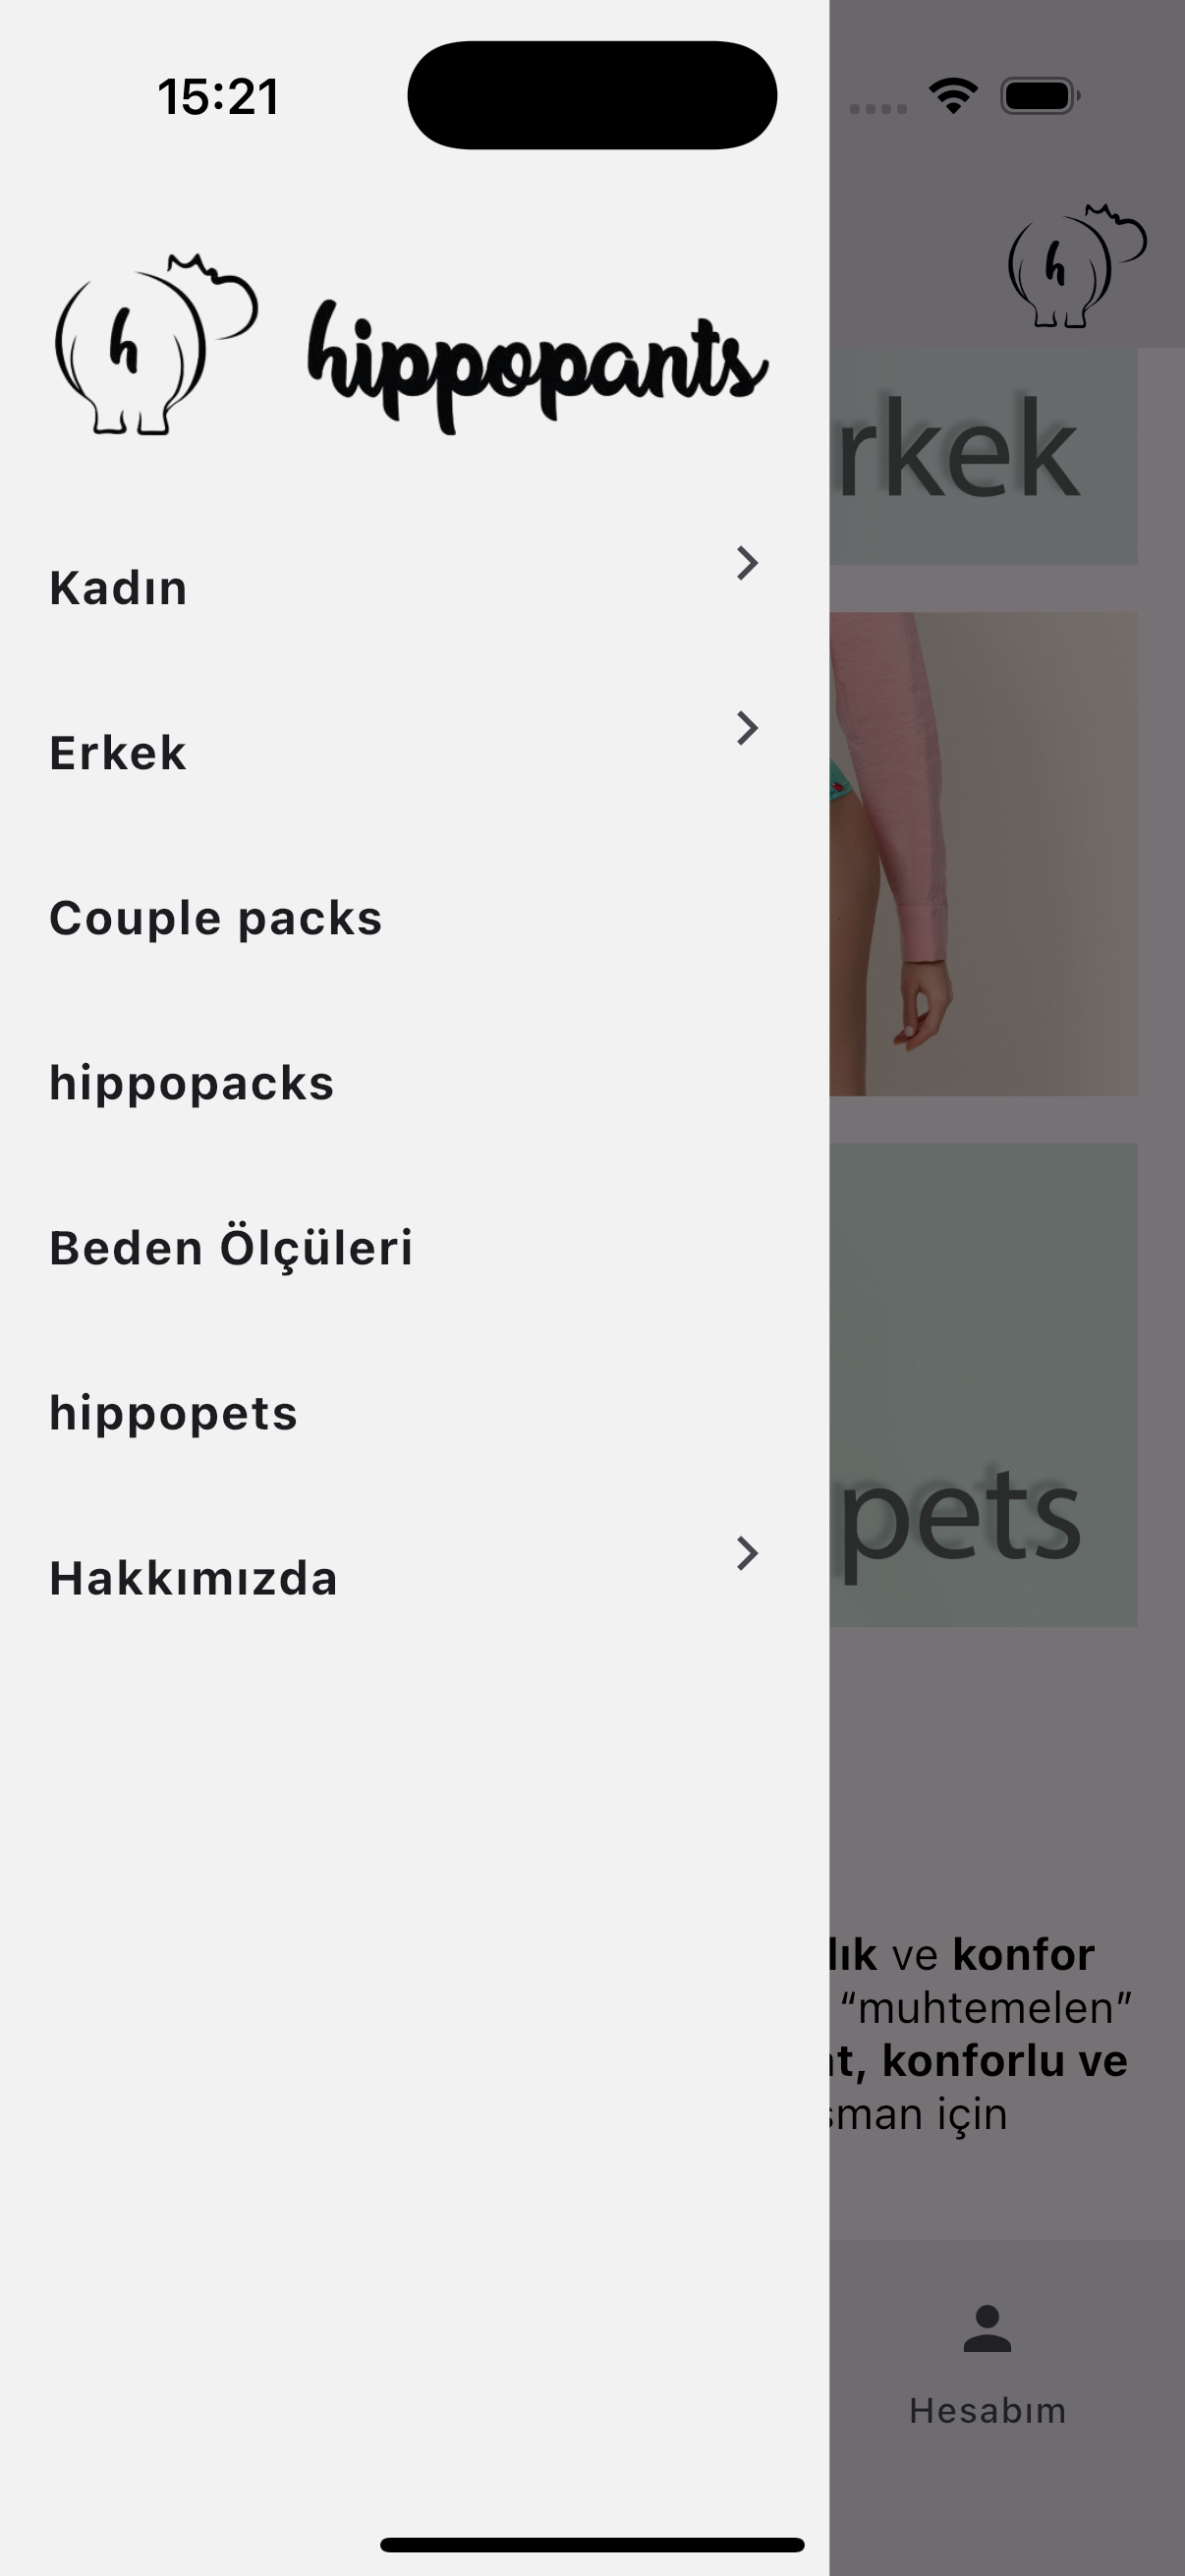 15:21
h
hippopants
h
rkek
Kadın
Erkek
Couple packs
hippopacks
Beden Ölçüleri
hippopets
pets
Hakkımızda
lık ve konfor
“muhtemelen”
t, konforlu ve
sman için
Hesabım